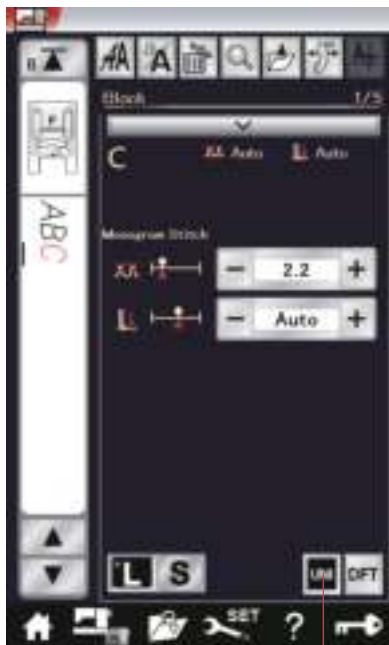 Block 1/3
C Auto Auto
F
ABC
Monogram Stitch
2.2
Auto
L S UNI DFT
SET
?